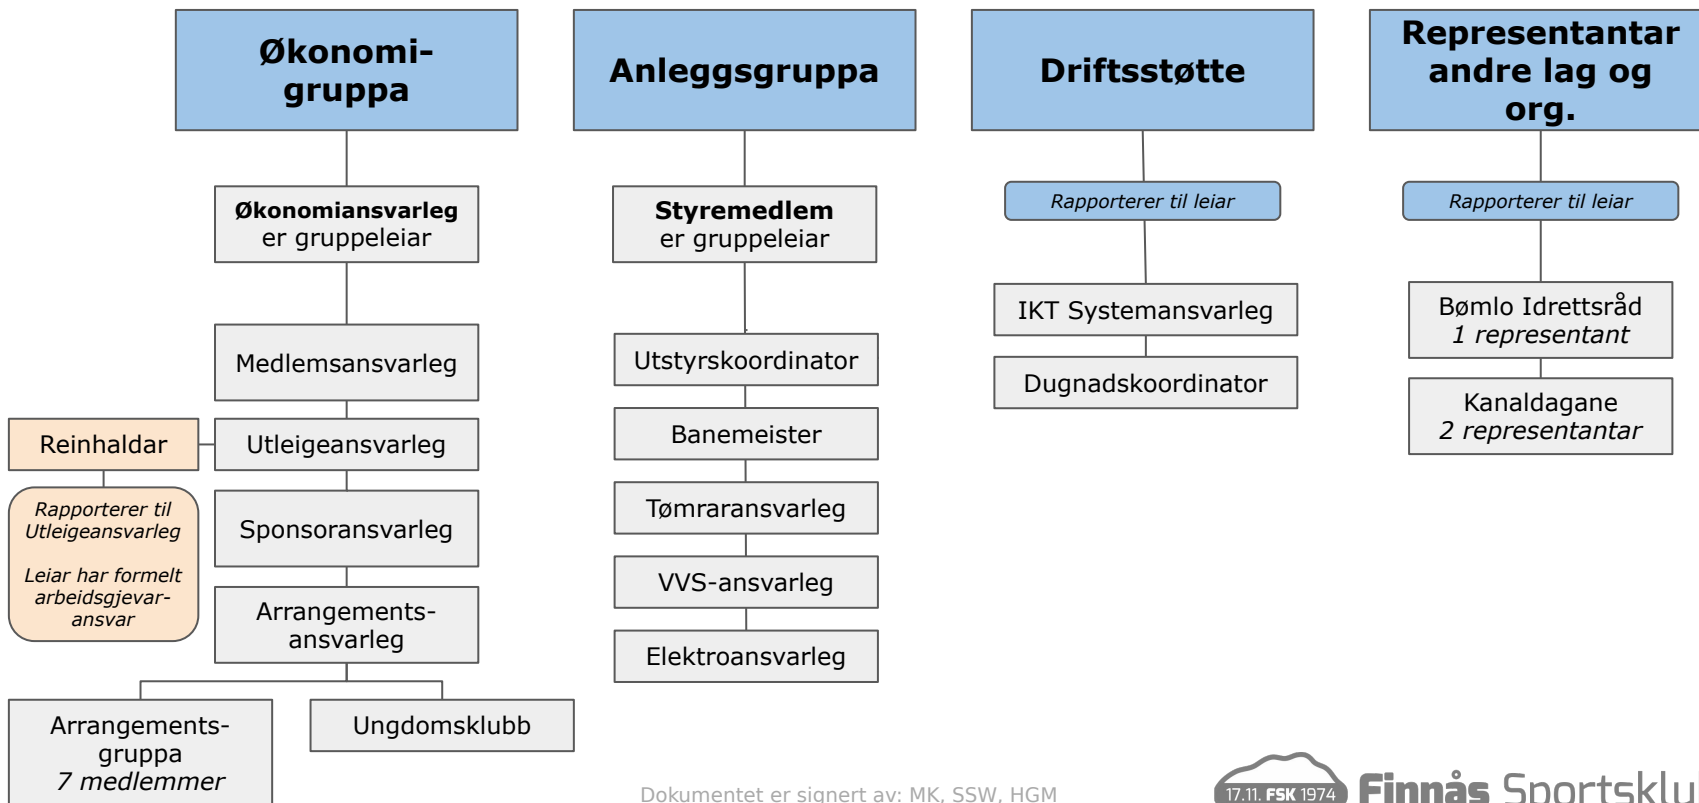 Økonomi-
gruppa
Økonomiansvarleg
er gruppeleiar
Medlemsansvarleg
Reinhaldar
Utleigeansvarleg
Rapporterer til
Utleigeansvarleg
Leiar har formelt
arbeidsgjevar-
ansvar
Sponsoransvarleg
Arrangements-
ansvarleg
Arrangements-
gruppa
7 medlemmer
Ungdomsklubb
Anleggsgruppa
Styremedlem
er gruppeleiar
Utstyrskoordinator
Banemeister
Tømraransvarleg
VVS-ansvarleg
Elektroansvarleg
Driftsstøtte
Rapporterer til leiar
IKT Systemansvarleg
Dugnadskoordinator
Representantar
andre lag og
org.
Rapporterer til leiar
Bømlo Idrettsråd
1 representant
Kanaldagane
2 representantar
Dokumentet er signert av: MK, SSW, HGM
17.11. FSK 1974
Finnås Sportsklu